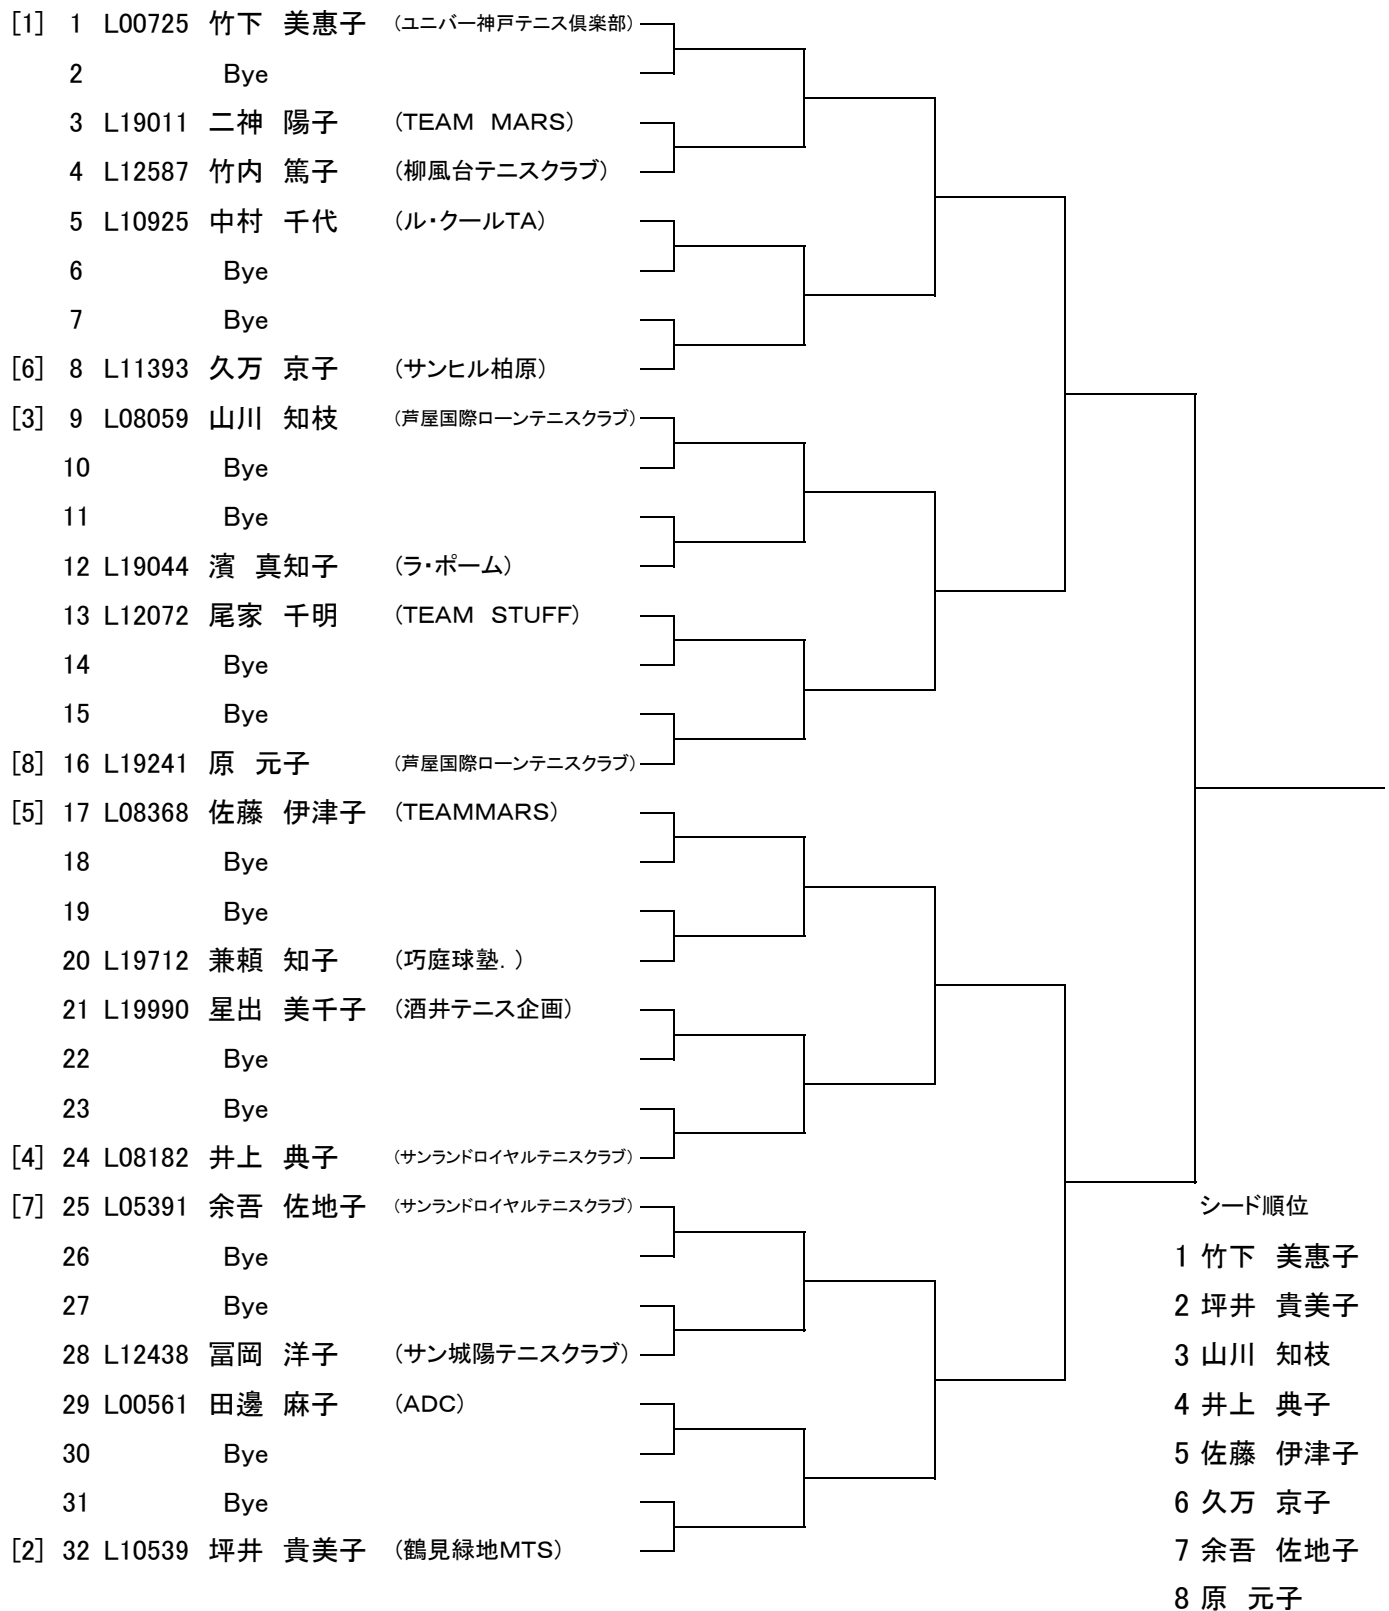 [1] 1 L00725 竹下 美惠子 (ユニバー神戸テニス倶楽部)
2 Bye
3 L19011 二神 陽子 (TEAM MARS)
4 L12587 竹内 篤子 (柳風台テニスクラブ)
5 L10925 中村 千代 (ル・クールTA)
6 Bye
7 Bye
[6] 8 L11393 久万 京子 (サンヒル柏原)
[3] 9 L08059 山川 知枝 (芦屋国際ローンテニスクラブ)
10 Bye
11 Bye
12 L19044 濱 真知子 (ラ・ポーム)
13 L12072 尾家 千明 (TEAM STUFF)
14 Bye
15 Bye
[8] 16 L19241 原 元子 (芦屋国際ローンテニスクラブ)
[5] 17 L08368 佐藤 伊津子 (TEAMMARS)
18 Bye
19 Bye
20 L19712 兼頼 知子 (巧庭球塾.)
21 L19990 星出 美千子 (酒井テニス企画)
22 Bye
23 Bye
[4] 24 L08182 井上 典子 (サンランドロイヤルテニスクラブ)
[7] 25 L05391 余吾 佐地子 (サンランドロイヤルテニスクラブ)
26 Bye
27 Bye
28 L12438 冨岡 洋子 (サン城陽テニスクラブ)
29 L00561 田邊 麻子 (ADC)
30 Bye
31 Bye
[2] 32 L10539 坪井 貴美子 (鶴見緑地MTS)
シード順位
1 竹下 美惠子
2 坪井 貴美子
3 山川 知枝
4 井上 典子
5 佐藤 伊津子
6 久万 京子
7 余吾 佐地子
8 原 元子